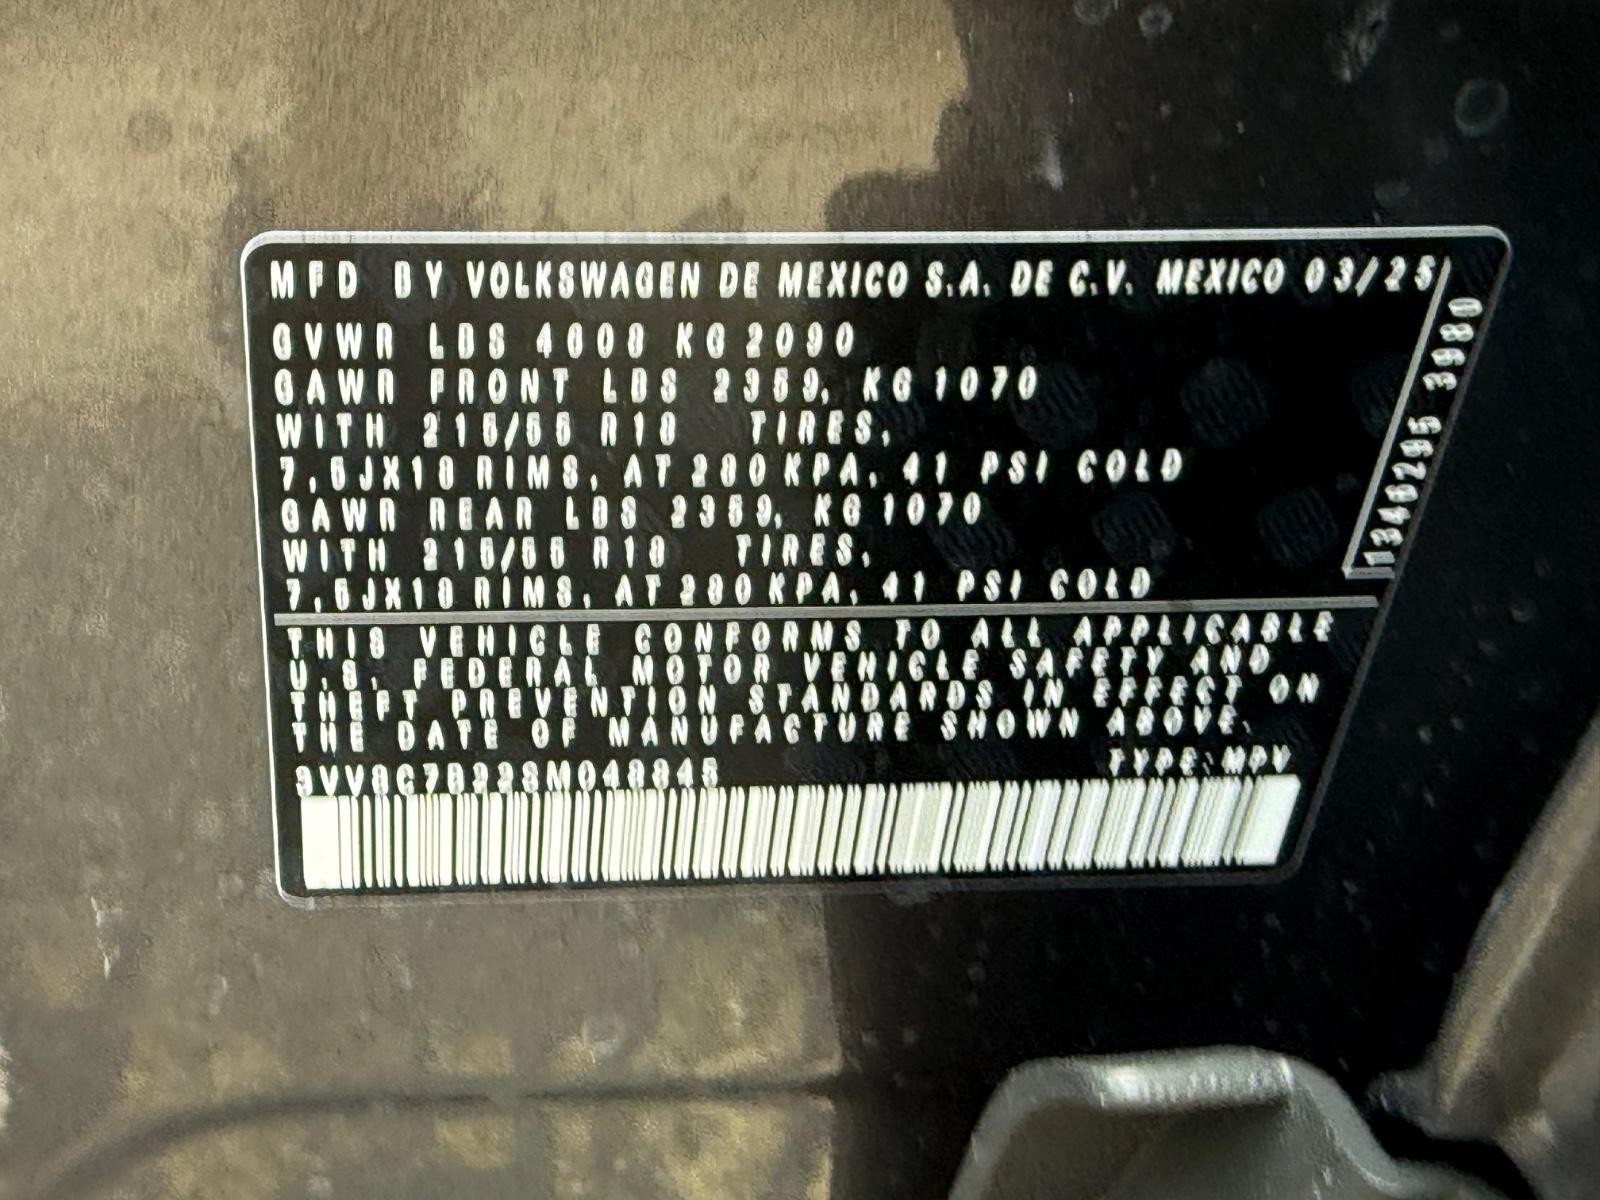 MFD BY VOLKSWAGEN DE MEXICO S.A. DE C.V. MEXICO 03/25
GVWR LBS 4608 KG 2090
GAWR FRONT LBS 2359, KG 1070
WITH 215/55 R18 TIRES,
7,5JX18 RIMS, AT 280 KPA, 41 PSI COLD
GAWR REAR LBS 2359, KG 1070
WITH 215/55 R18 TIRES,
7,5JX18 RIMS, AT 280 KPA, 41 PSI COLD
1346295 3980
THIS VEHICLE CONFORMS TO ALL APPLICABLE
U.S. FEDERAL MOTOR VEHICLE SAFETY AND
THEFT PREVENTION STANDARDS IN EFFECT ON
THE DATE OF MANUFACTURE SHOWN ABOVE.
3VV8C7B22SM048845 TYPE:MPV